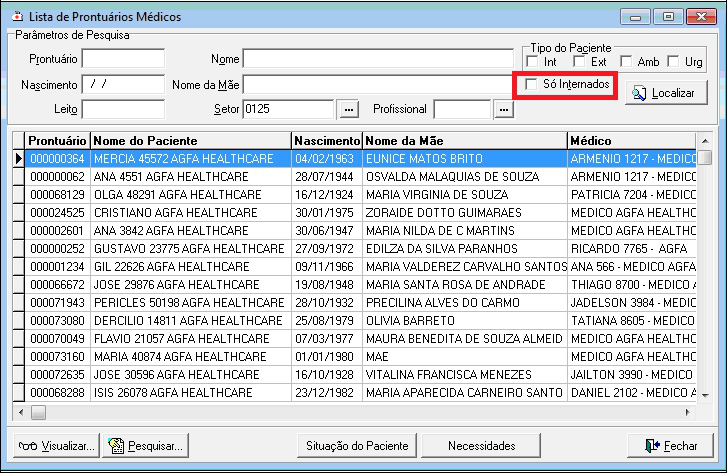 Lista de Prontuários Médicos
Parâmetros de Pesquisa
Prontuário Nome Tipo do Paciente
Int Ext Amb Urg
Nascimento / / Nome da Mãe Só Internados Localizar
Leito Setor 0125 ... Profissional ...
Prontuário Nome do Paciente Nascimento Nome da Mãe Médico
000000364 MERCIA 45572 AGFA HEALTHCARE 04/02/1963 EUNICE MATOS BRITO ARMENIO 1217 - MEDICO
000000062 ANA 4551 AGFA HEALTHCARE 28/07/1944 OSVALDA MALAQUIAS DE SOUZA ARMENIO 1217 - MEDICO
000068129 OLGA 48291 AGFA HEALTHCARE 16/12/1924 MARIA VIRGINIA DE SOUZA PATRICIA 7204 - MEDICO
000024525 CRISTIANO AGFA HEALTHCARE 30/01/1975 ZORAIDE DOTTO GUIMARAES MEDICO AGFA HEALTHC
000002601 ANA 3842 AGFA HEALTHCARE 30/06/1947 MARIA NILDA DE C MARTINS MEDICO AGFA HEALTHC
000000252 GUSTAVO 23775 AGFA HEALTHCARE 27/09/1972 EDILZA DA SILVA PARANHOS RICARDO 7765 - AGFA
000001234 GIL 22626 AGFA HEALTHCARE 09/11/1966 MARIA VALDEREZ CARVALHO SANTOS ANA 566 - MEDICO AGFA
000066672 JOSE 29876 AGFA HEALTHCARE 19/08/1948 MARIA SANTA ROSA DE ANDRADE THIAGO 8700 - MEDICO A
000071943 PERICLES 50198 AGFA HEALTHCARE 28/10/1932 PRECILINA ALVES DO CARMO JADELSON 3984 - MEDICO
000073080 DERCILIO 14811 AGFA HEALTHCARE 25/08/1979 OLIVIA BARRETO TATIANA 8605 - MEDICO
000070049 FLAVIO 21057 AGFA HEALTHCARE 07/03/1977 MAURA BENEDITA DE SOUZA ALMEID MEDICO AGFA HEALTHC
000073160 MARIA 40874 AGFA HEALTHCARE 01/01/1980 MAE MEDICO AGFA HEALTHC
000072635 JOSE 30596 AGFA HEALTHCARE 16/10/1928 VITALINA FRANCISCA MENEZES JAILTON 3990 - MEDICO
000068288 ISIS 26078 AGFA HEALTHCARE 23/12/1982 MARIA APARECIDA CARNEIRO SANTO DANIEL 2102 - MEDICO A
Visualizar... Pesquisar... Situação do Paciente Necessidades Fechar